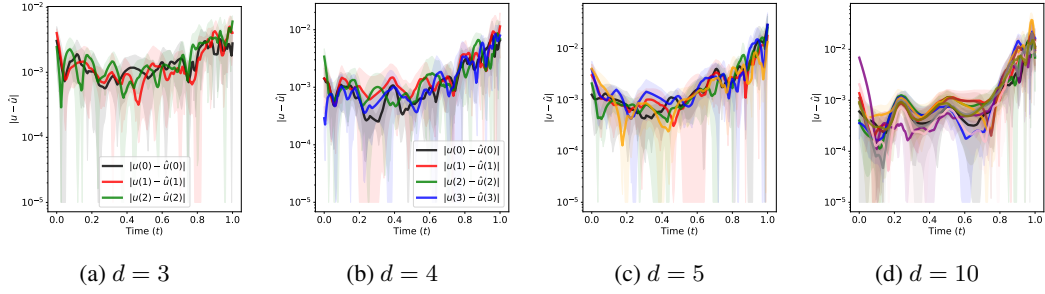 |u − û|
10⁻²
10⁻³
10⁻⁴
10⁻⁵
|u(0) − û(0)|
|u(1) − û(1)|
|u(2) − û(2)|
0.0 0.2 0.4 0.6 0.8 1.0
Time (t)
(a) d = 3
|u − û|
10⁻²
10⁻³
10⁻⁴
10⁻⁵
|u(0) − û(0)|
|u(1) − û(1)|
|u(2) − û(2)|
|u(3) − û(3)|
0.0 0.2 0.4 0.6 0.8 1.0
Time (t)
(b) d = 4
|u − û|
10⁻²
10⁻³
10⁻⁴
10⁻⁵
0.0 0.2 0.4 0.6 0.8 1.0
Time (t)
(c) d = 5
|u − û|
10⁻²
10⁻³
10⁻⁴
10⁻⁵
0.0 0.2 0.4 0.6 0.8 1.0
Time (t)
(d) d = 10